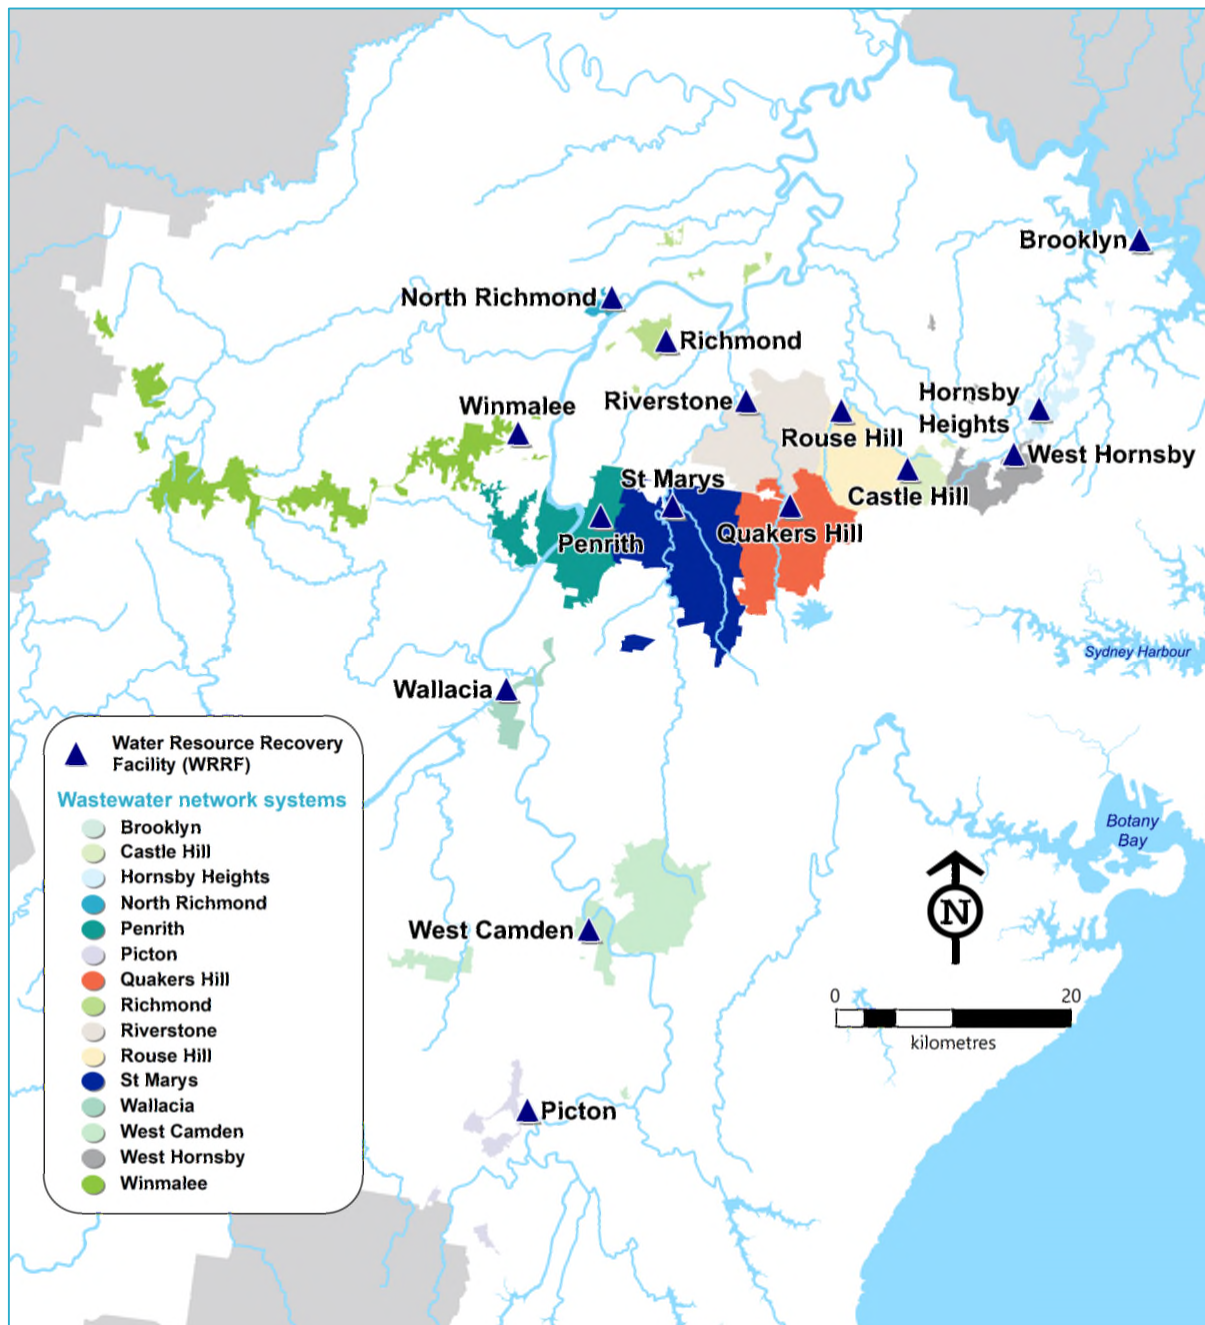 Brooklyn
North Richmond
Richmond
Hornsby
Heights
Riverstone
Winmalee
Rouse Hill
West Hornsby
St Marys
Castle Hill
Quakers Hill
Penrith
Sydney Harbour
Wallacia
Water Resource Recovery
Facility (WRRF)
Wastewater network systems
Brooklyn
Castle Hill
Hornsby Heights
North Richmond
Penrith
Picton
Quakers Hill
Richmond
Riverstone
Rouse Hill
St Marys
Wallacia
West Camden
West Hornsby
Winmalee
Botany
Bay
West Camden
N
0 20
kilometres
Picton